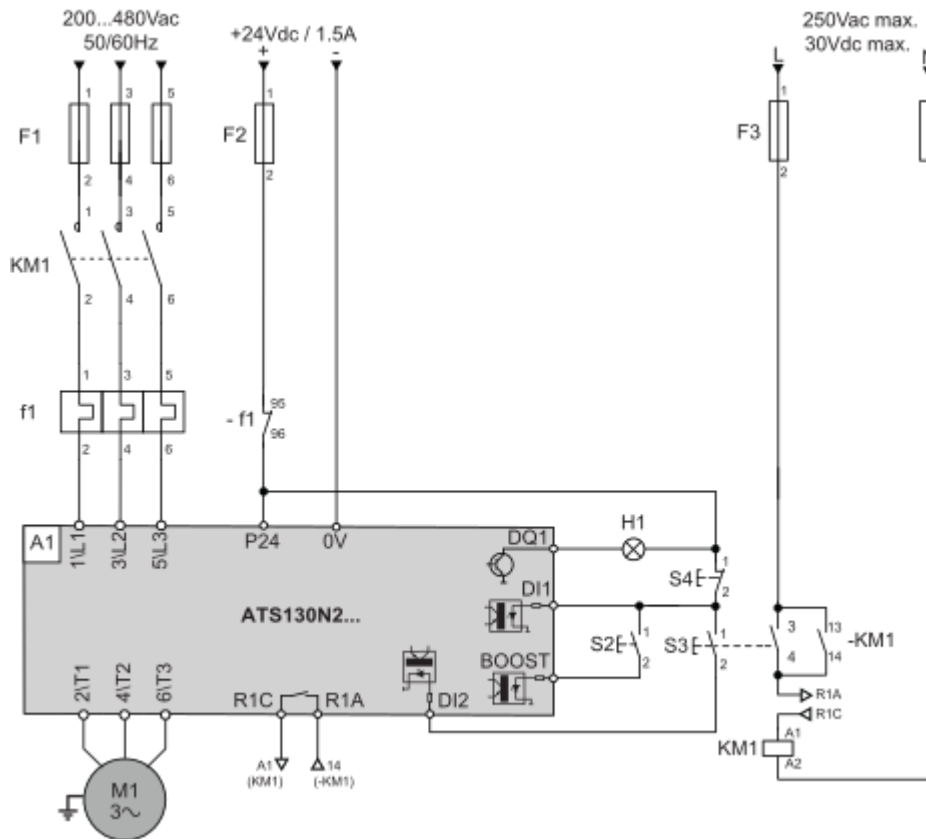 200...480Vac
50/60Hz
+24Vdc / 1.5A
+ -
250Vac max.
30Vdc max.
L
1 3 5
F1
2 4 6
1
F2
2
1
F3
2
1 3 5
KM1
2 4 6
1 3 5
f1
2 4 6
95
- f1
96
A1
1\L1
3\L2
5\L3
P24
0V
DQ1
H1
1
S4
2
DI1
ATS130N2...
BOOST
DI2
S2
1
2
S3
1
2
3
4
13
14
-KM1
2\T1
4\T2
6\T3
R1C
R1A
R1A
R1C
A1
(KM1)
14
(-KM1)
KM1
A1
A2
M1
3~